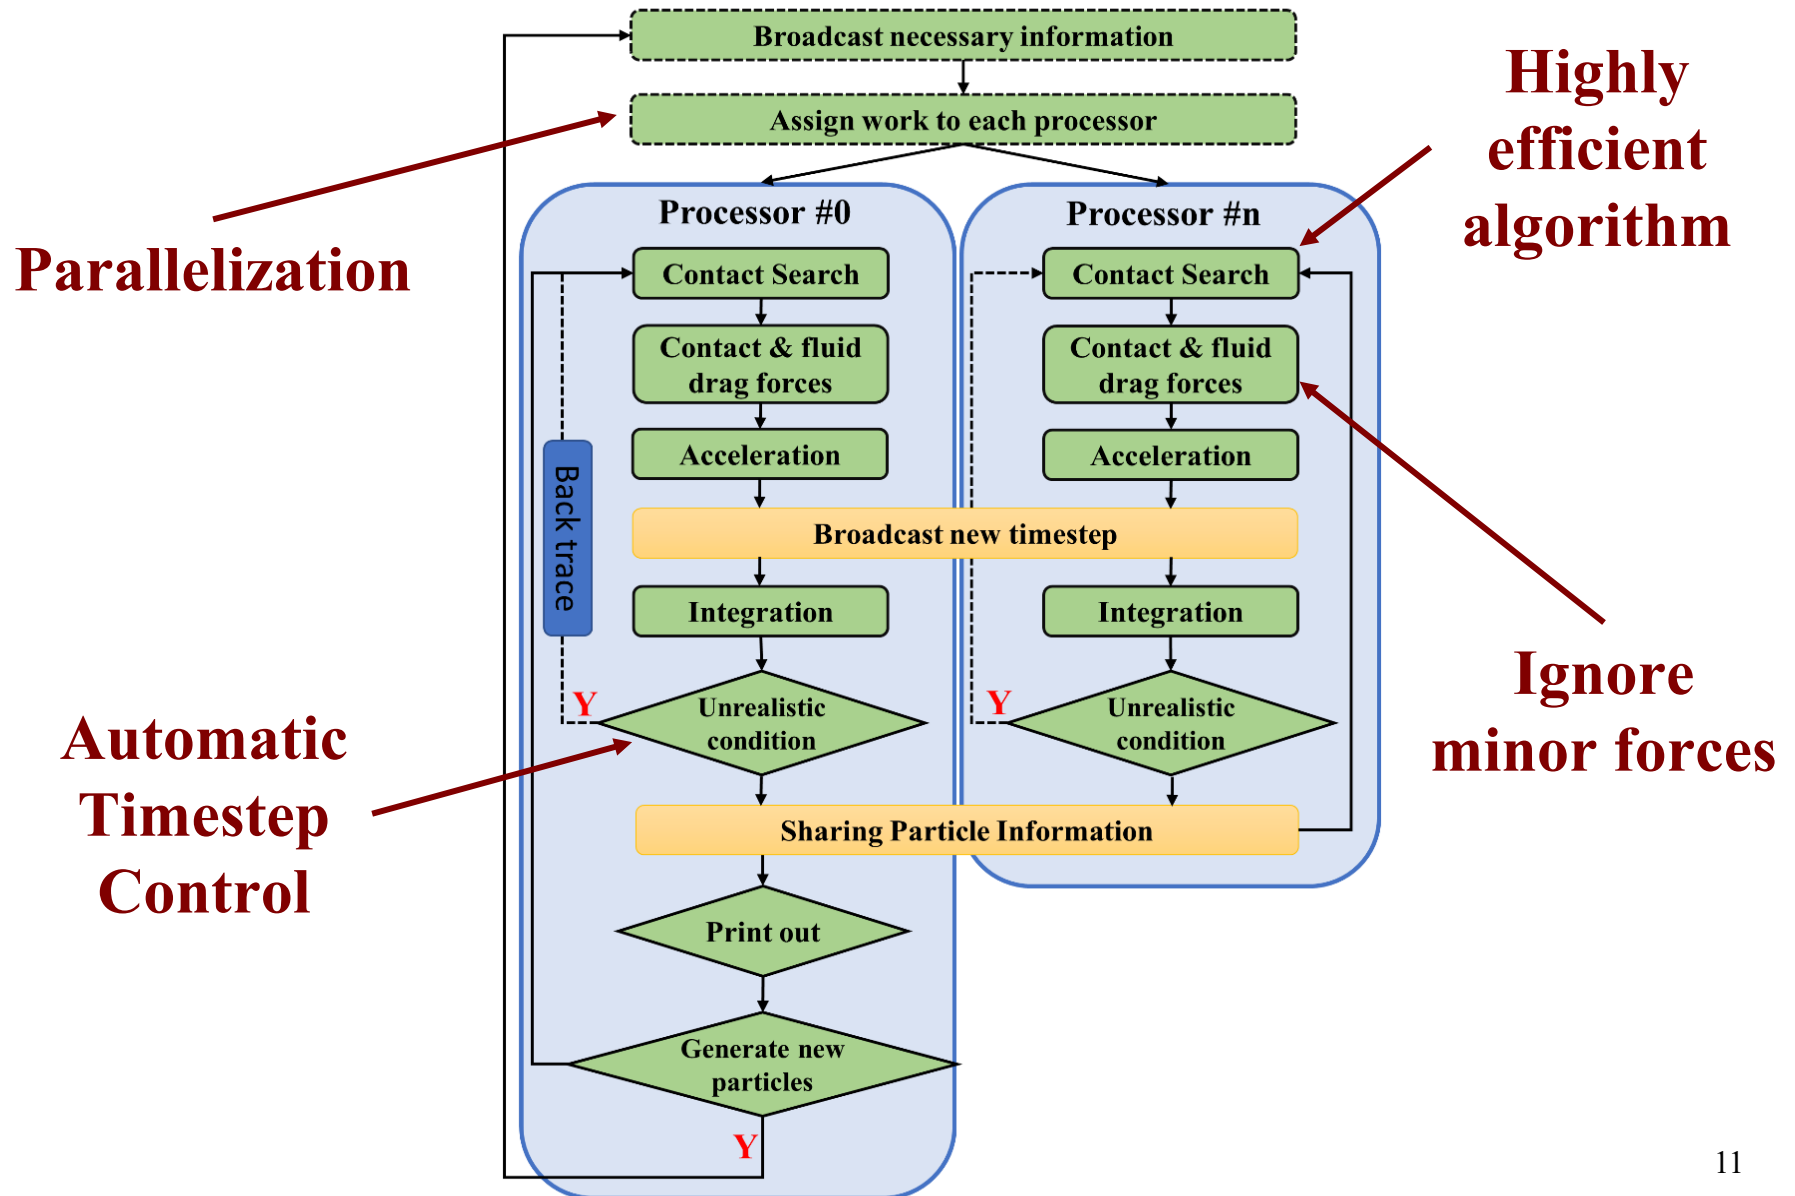 Broadcast necessary information
Assign work to each processor
Highly
efficient
algorithm
Parallelization
Processor #0
Processor #n
Contact Search
Contact Search
Contact & fluid
drag forces
Contact & fluid
drag forces
Acceleration
Acceleration
Back trace
Broadcast new timestep
Integration
Integration
Y
Unrealistic
condition
Y
Unrealistic
condition
Ignore
minor forces
Automatic
Timestep
Control
Sharing Particle Information
Print out
Generate new
particles
Y
11